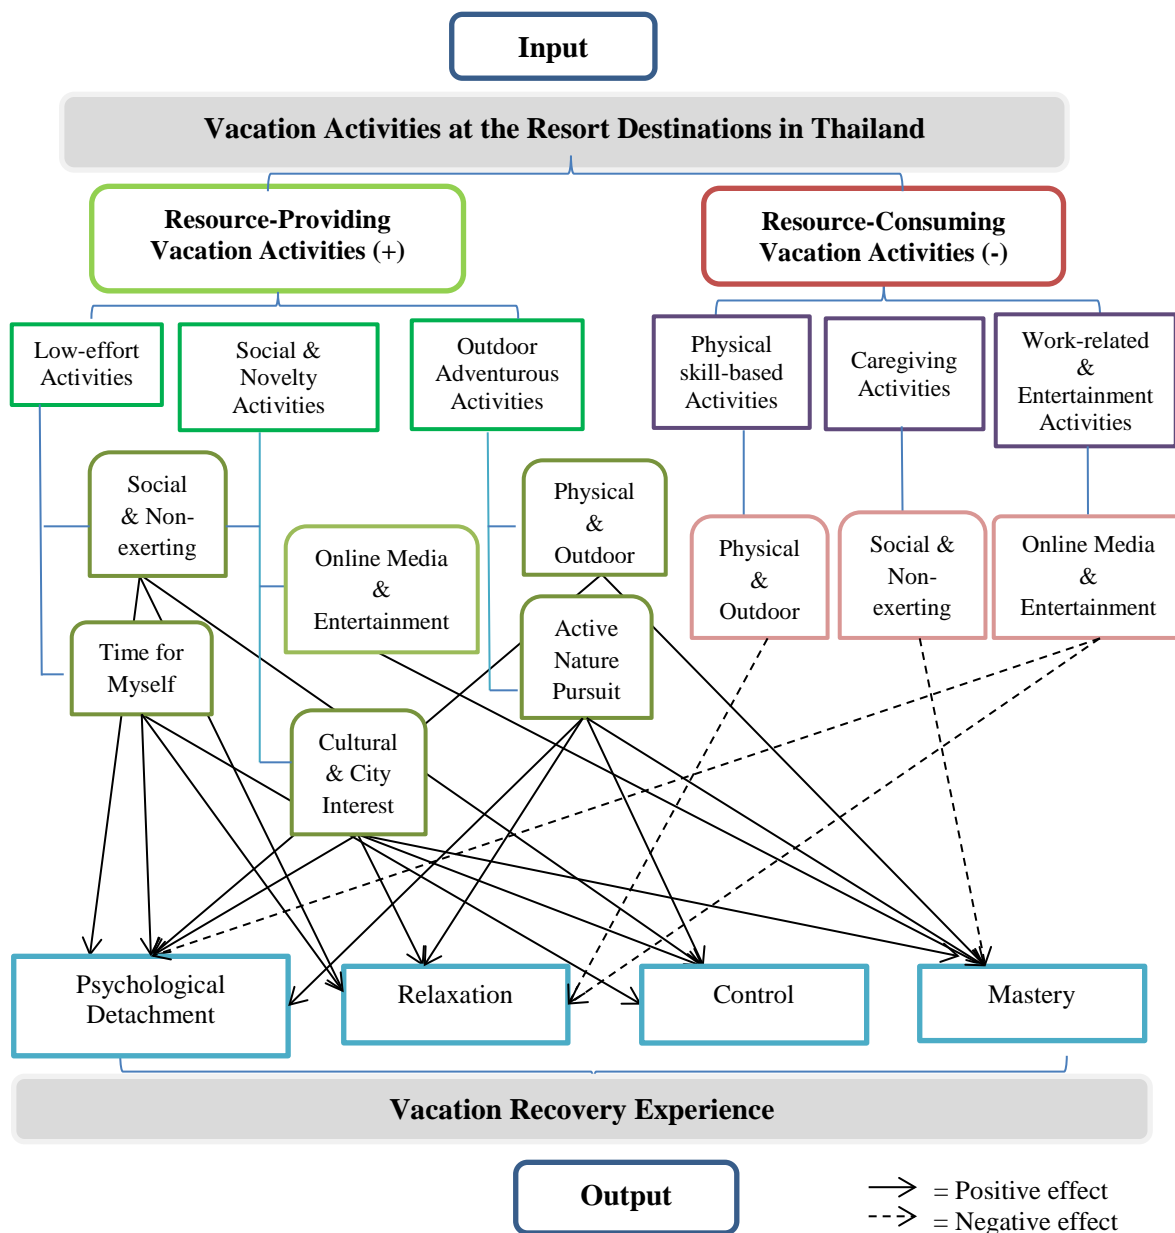 Input
Vacation Activities at the Resort Destinations in Thailand
Resource-Providing
Vacation Activities (+)
Resource-Consuming
Vacation Activities (-)
Low-effort
Activities
Social &
Novelty
Activities
Outdoor
Adventurous
Activities
Physical
skill-based
Activities
Caregiving
Activities
Work-related
&
Entertainment
Activities
Social
& Non-
exerting
Online Media
&
Entertainment
Physical
&
Outdoor
Physical
&
Outdoor
Social &
Non-
exerting
Online Media
&
Entertainment
Time for
Myself
Active
Nature
Pursuit
Cultural
& City
Interest
Psychological
Detachment
Relaxation
Control
Mastery
Vacation Recovery Experience
Output
= Positive effect
= Negative effect